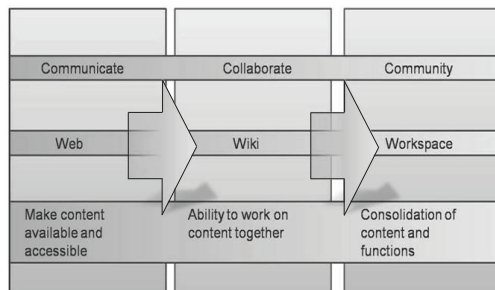 Communicate
Collaborate
Community
Web
Wiki
Workspace
Make content
available and
accessible
Ability to work on
content together
Consolidation of
content and
functions